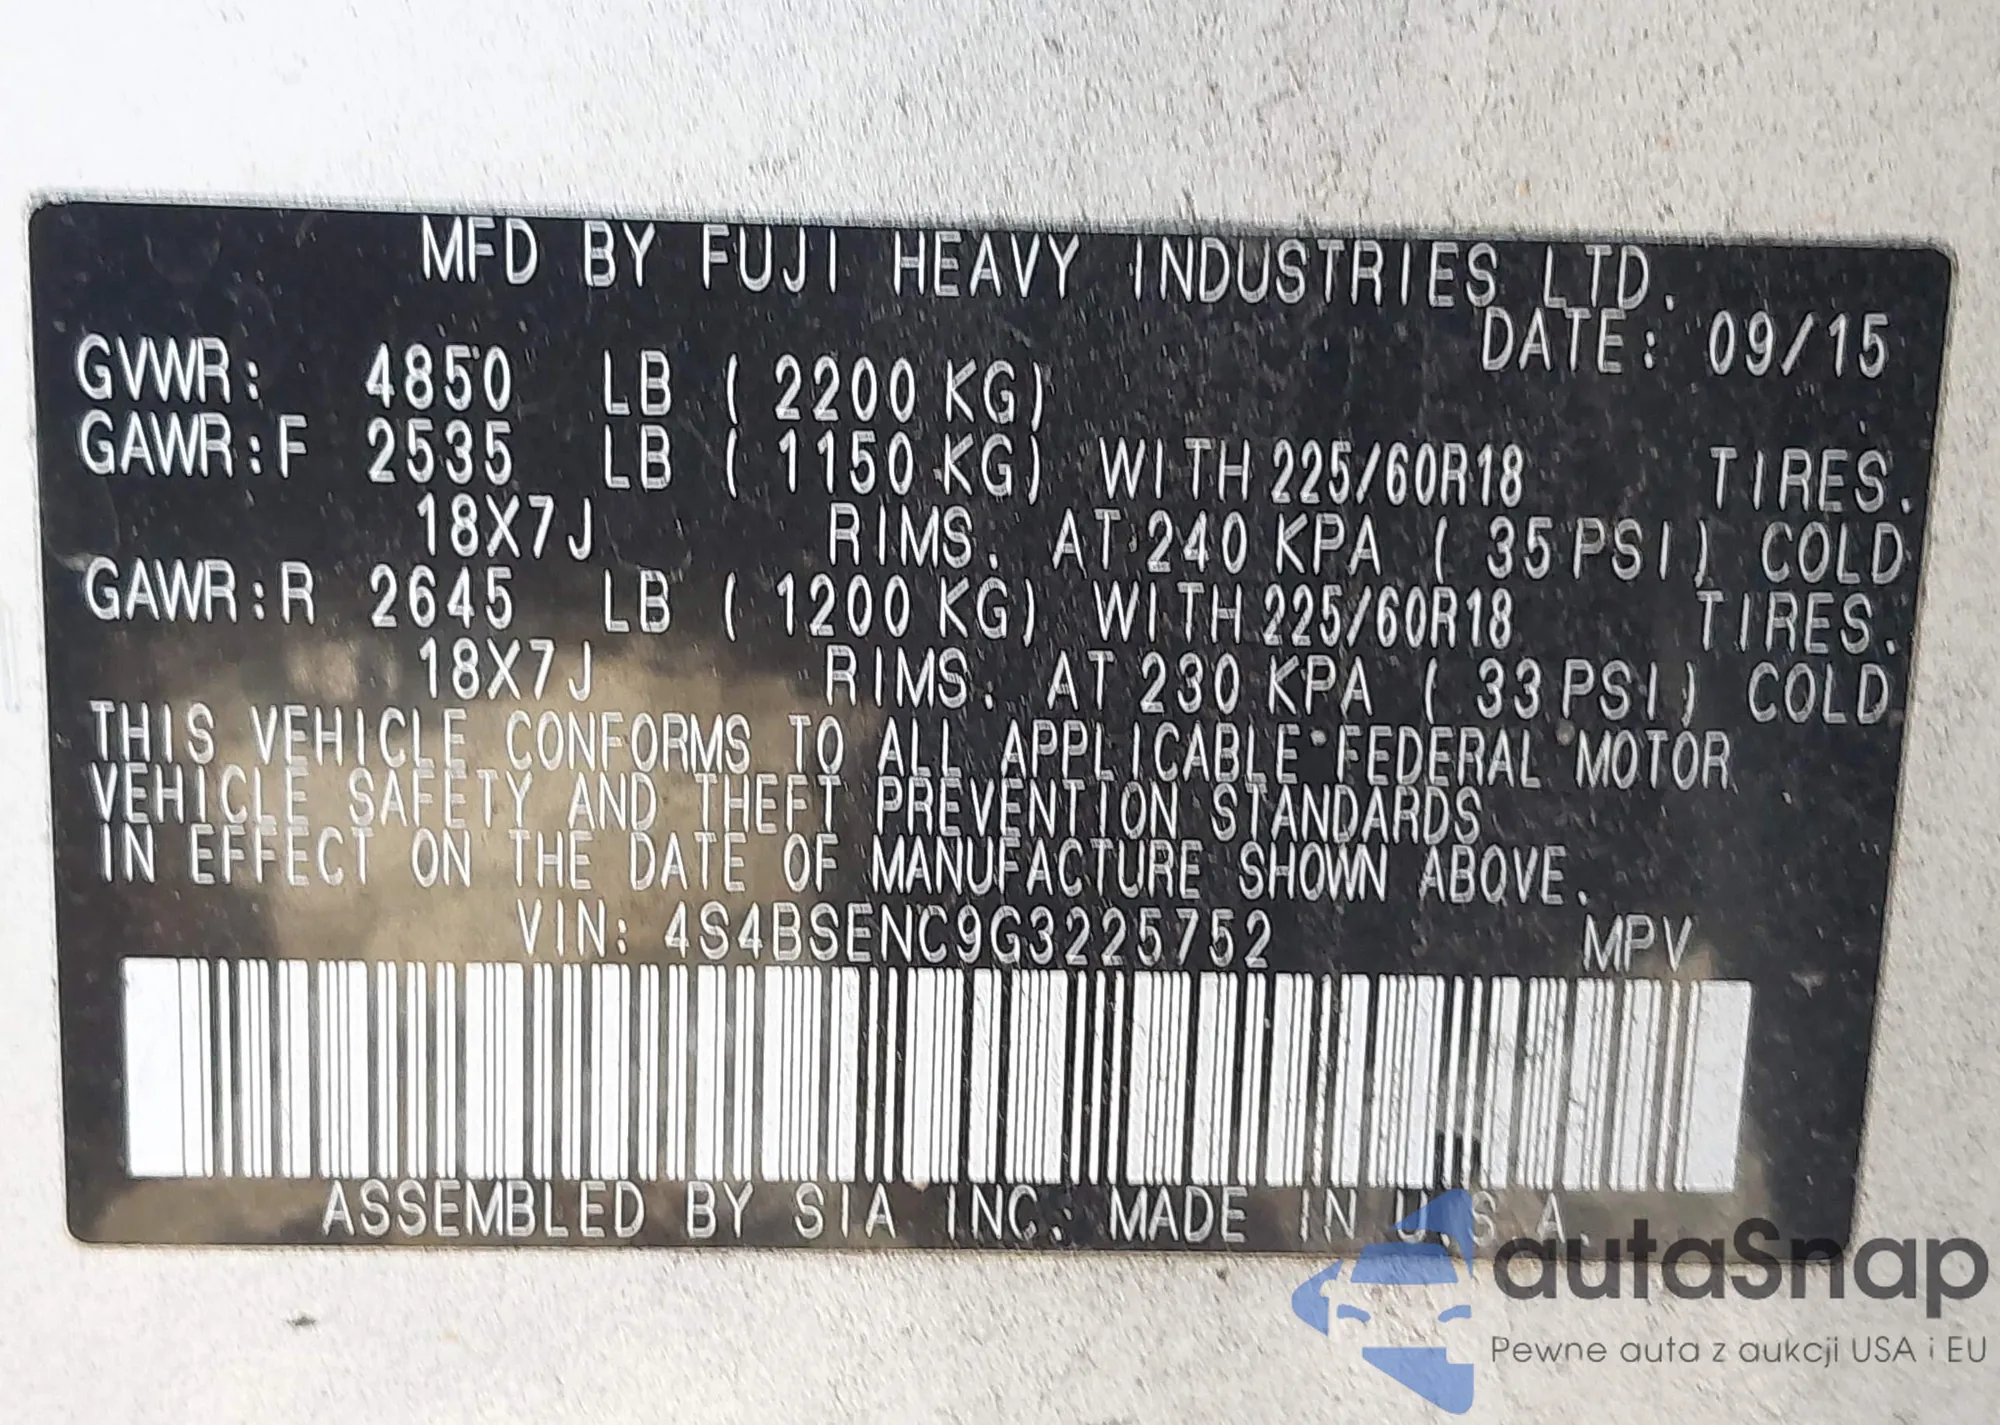 MFD BY FUJI HEAVY INDUSTRIES LTD.
DATE: 09/15
GVWR: 4850 LB ( 2200 KG)
GAWR:F 2535 LB ( 1150 KG) WITH 225/60R18 TIRES.
18X7J RIMS. AT 240 KPA ( 35 PSI) COLD
GAWR:R 2645 LB ( 1200 KG) WITH 225/60R18 TIRES.
18X7J RIMS. AT 230 KPA ( 33 PSI) COLD
THIS VEHICLE CONFORMS TO ALL APPLICABLE FEDERAL MOTOR
VEHICLE SAFETY AND THEFT PREVENTION STANDARDS
IN EFFECT ON THE DATE OF MANUFACTURE SHOWN ABOVE.
VIN: 4S4BSENC9G3225752 MPV
ASSEMBLED BY SIA INC. MADE IN U.S.A.
autaSnap
Pewne auta z aukcji USA i EU